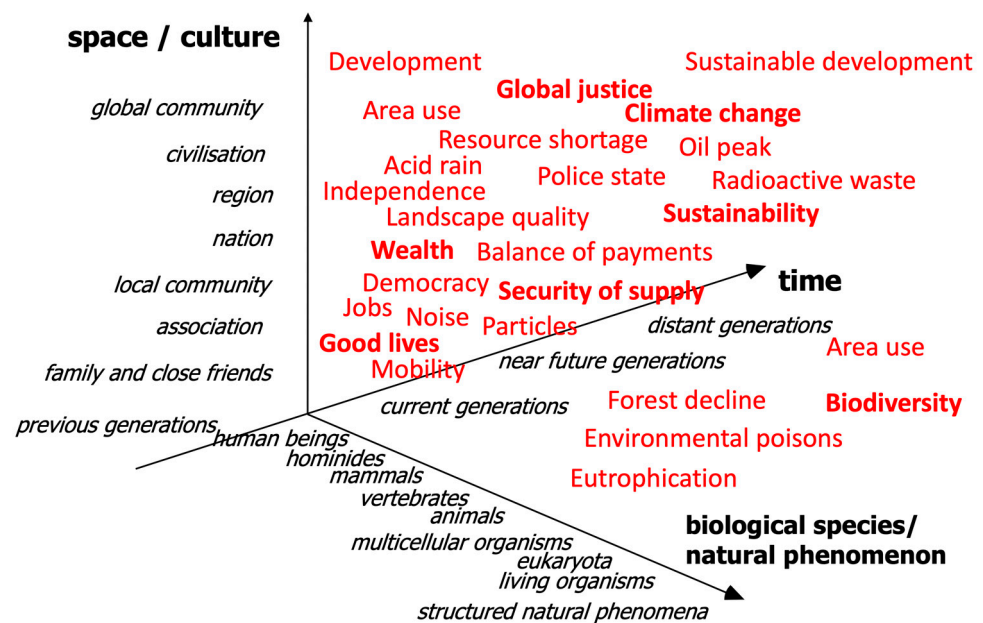 space / culture
Development
Sustainable development
Global justice
global community
Area use
Climate change
Resource shortage
Oil peak
civilisation
Acid rain
Police state
Radioactive waste
region
Independence
Landscape quality
Sustainability
nation
Wealth
Balance of payments
time
local community
Democracy
Security of supply
Jobs
Noise
Particles
distant generations
association
Good lives
near future generations
Area use
family and close friends
Mobility
current generations
Forest decline
Biodiversity
previous generations
human beings
Environmental poisons
hominides
mammals
Eutrophication
vertebrates
animals
biological species/
natural phenomenon
multicellular organisms
eukaryota
living organisms
structured natural phenomena